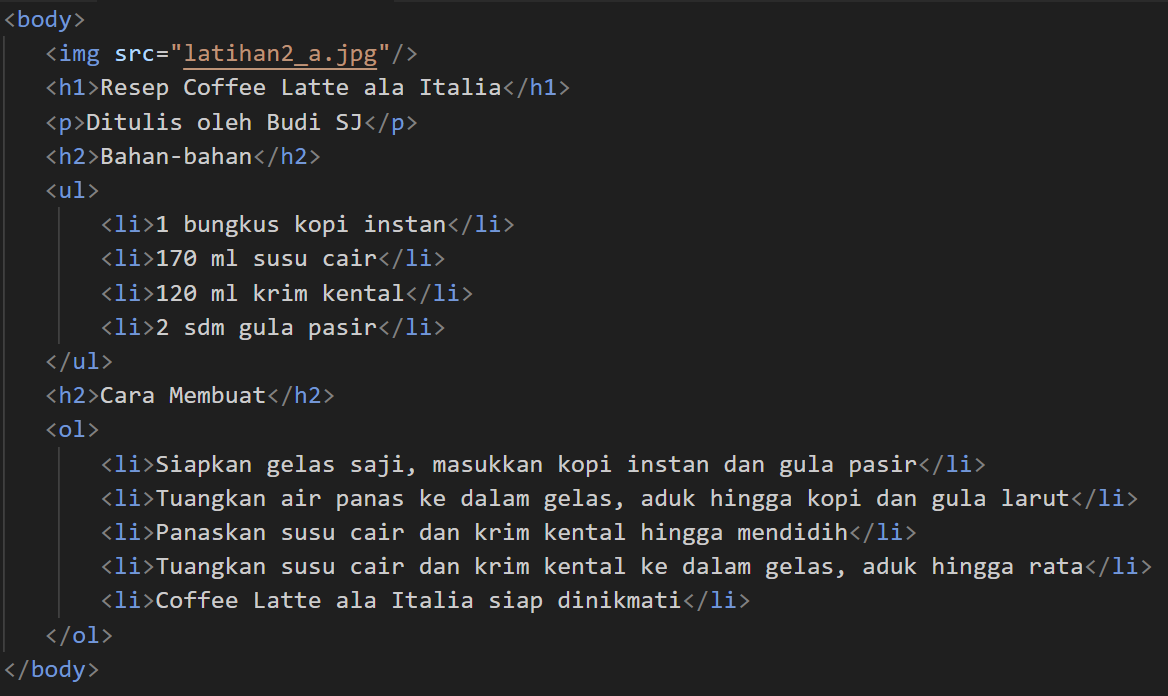 <body>
<img src="latihan2_a.jpg"/>
<h1>Resep Coffee Latte ala Italia</h1>
<p>Ditulis oleh Budi SJ</p>
<h2>Bahan-bahan</h2>
<ul>
<li>1 bungkus kopi instan</li>
<li>170 ml susu cair</li>
<li>120 ml krim kental</li>
<li>2 sdm gula pasir</li>
</ul>
<h2>Cara Membuat</h2>
<ol>
<li>Siapkan gelas saji, masukkan kopi instan dan gula pasir</li>
<li>Tuangkan air panas ke dalam gelas, aduk hingga kopi dan gula larut</li>
<li>Panaskan susu cair dan krim kental hingga mendidih</li>
<li>Tuangkan susu cair dan krim kental ke dalam gelas, aduk hingga rata</li>
<li>Coffee Latte ala Italia siap dinikmati</li>
</ol>
</body>